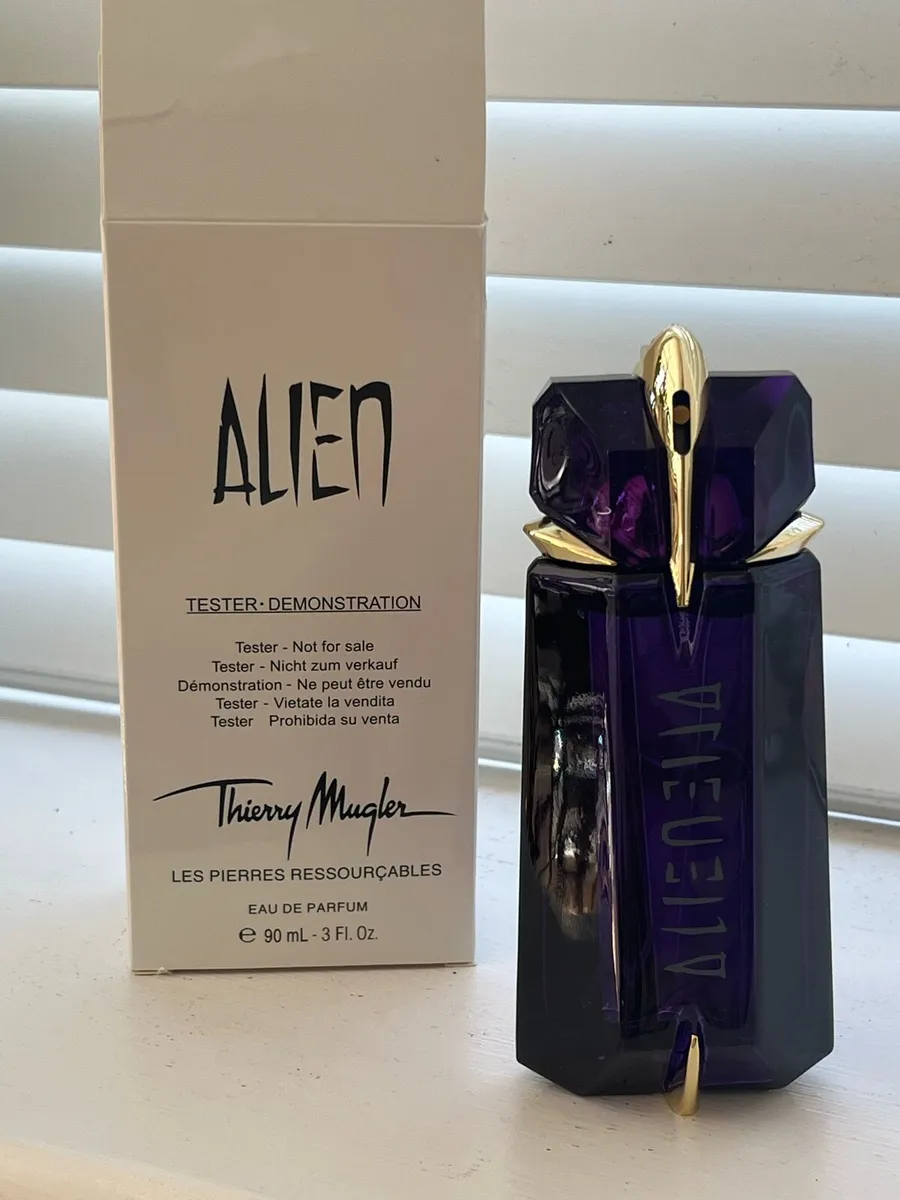 ALIEN
TESTER · DEMONSTRATION
Tester - Not for sale
Tester - Nicht zum verkauf
Démonstration - Ne peut être vendu
Tester - Vietate la vendita
Tester Prohibida su venta
Thierry Mugler
LES PIERRES RESSOURÇABLES
EAU DE PARFUM
℮ 90 mL - 3 Fl. Oz.
ALIEN